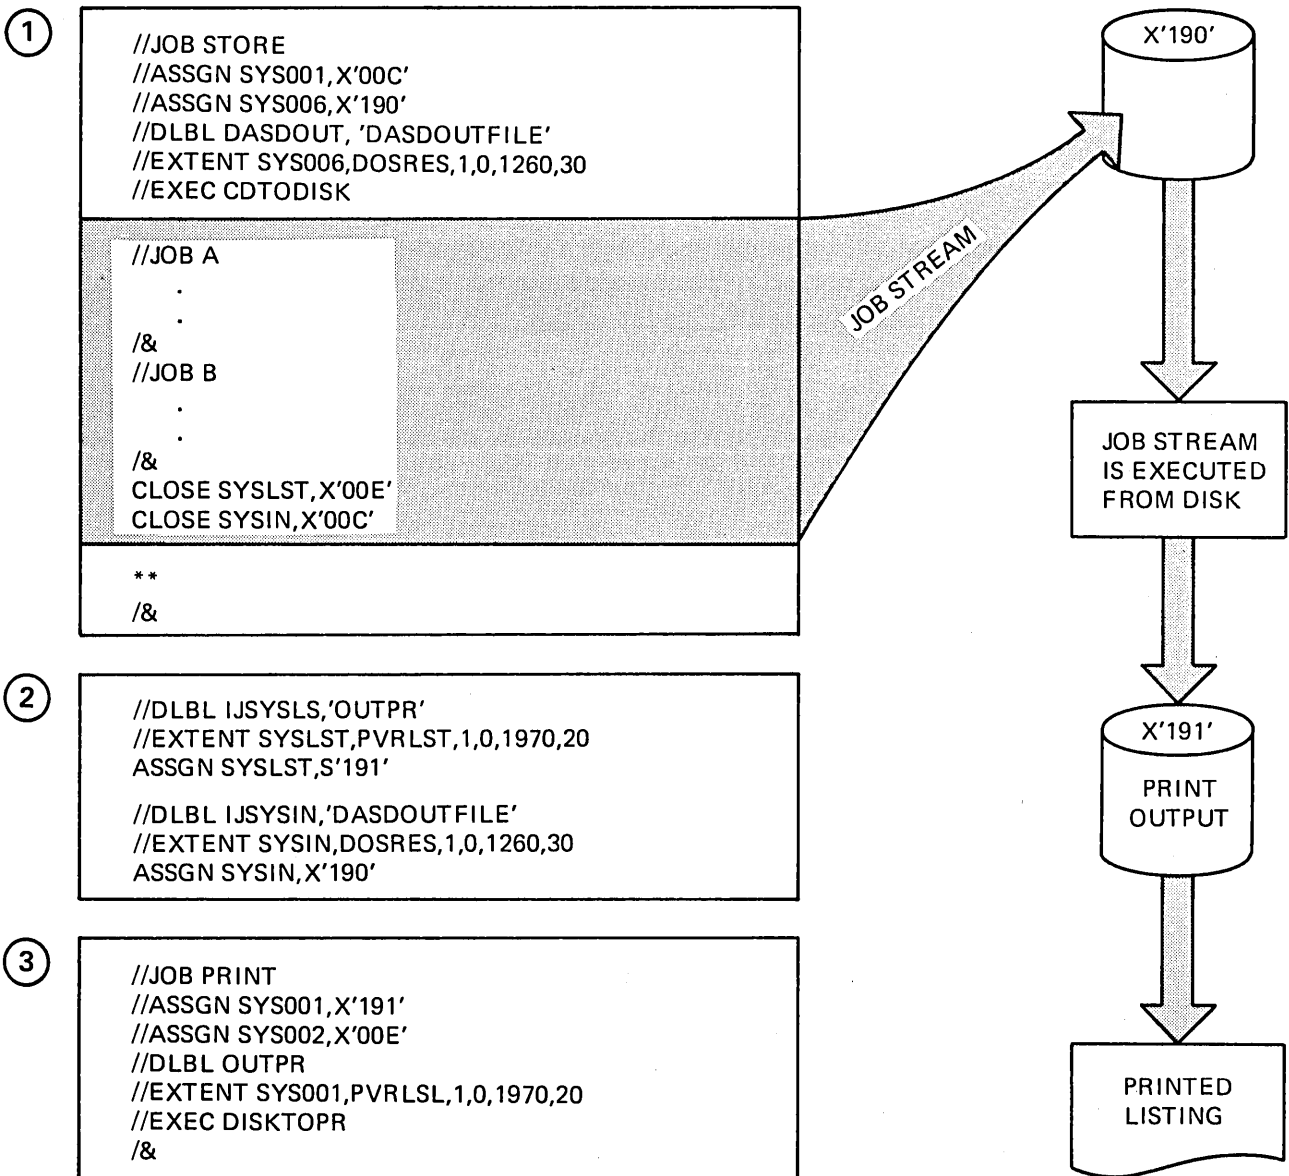 1
//JOB STORE
//ASSGN SYS001,X'00C'
//ASSGN SYS006,X'190'
//DLBL DASDOUT, 'DASDOUTFILE'
//EXTENT SYS006,DOSRES,1,0,1260,30
//EXEC CDTODISK
//JOB A
.
.
/&
//JOB B
.
.
/&
CLOSE SYSLST,X'00E'
CLOSE SYSIN,X'00C'
**
/&
JOB STREAM
2
//DLBL IJSYSLS,'OUTPR'
//EXTENT SYSLST,PVRLST,1,0,1970,20
ASSGN SYSLST,S'191'
//DLBL IJSYSIN,'DASDOUTFILE'
//EXTENT SYSIN,DOSRES,1,0,1260,30
ASSGN SYSIN,X'190'
3
//JOB PRINT
//ASSGN SYS001,X'191'
//ASSGN SYS002,X'00E'
//DLBL OUTPR
//EXTENT SYS001,PVRLSL,1,0,1970,20
//EXEC DISKTOPR
/&
X'190'
JOB STREAM
IS EXECUTED
FROM DISK
X'191'
PRINT
OUTPUT
PRINTED
LISTING